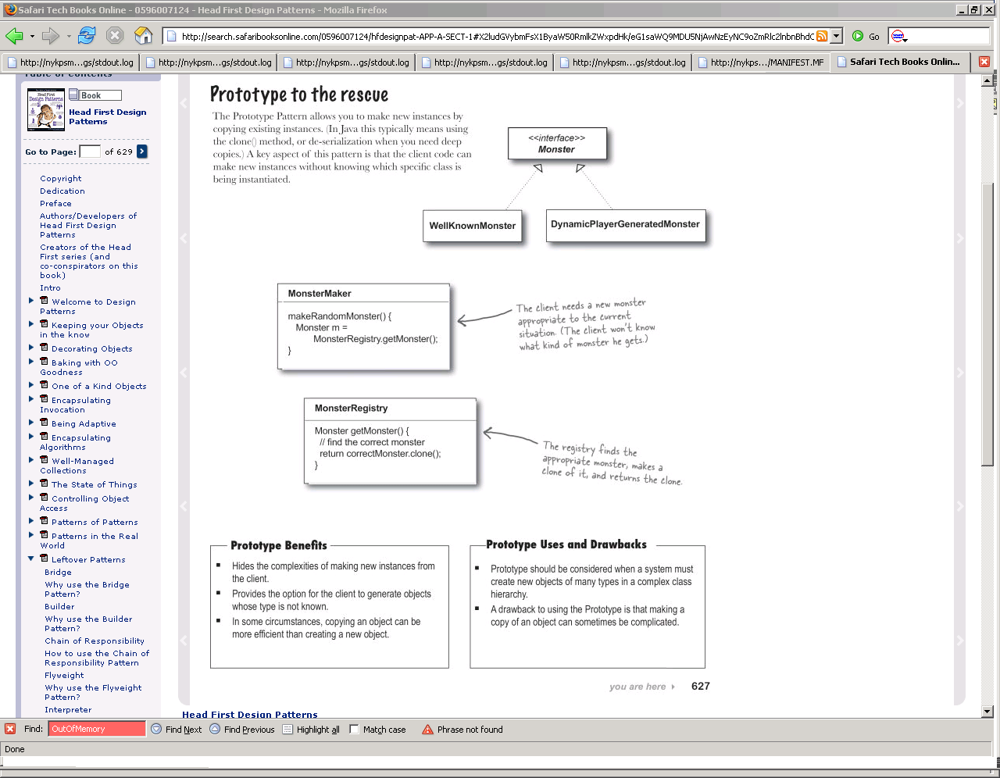 Safari Tech Books Online - 0596007124 - Head First Design Patterns - Mozilla Firefox
http://search.safaribooksonline.com/0596007124/hfdesignpat-APP-A-SECT-1#X2ludGVybmFsX1ByaW50RmlkZWxpdHk/eG1saWQ9MDU5NjAwNzEyNC9oZmRlc2lnbnBhdC
Go
http://nykpsm....gs/stdout.log
http://nykpsm....gs/stdout.log
http://nykpsm....gs/stdout.log
http://nykpsm....gs/stdout.log
http://nykpsm....gs/stdout.log
http://nykps.../MANIFEST.MF
Safari Tech Books Onlin...
Table of Contents
Book
Head First Design
Patterns
Go to Page:
of 629
Copyright
Dedication
Preface
Authors/Developers of
Head First Design
Patterns
Creators of the Head
First series (and
co-conspirators on this
book)
Intro
Welcome to Design
Patterns
Keeping your Objects
in the know
Decorating Objects
Baking with OO
Goodness
One of a Kind Objects
Encapsulating
Invocation
Being Adaptive
Encapsulating
Algorithms
Well-Managed
Collections
The State of Things
Controlling Object
Access
Patterns of Patterns
Patterns in the Real
World
Leftover Patterns
Bridge
Why use the Bridge
Pattern?
Builder
Why use the Builder
Pattern?
Chain of Responsibility
How to use the Chain of
Responsibility Pattern
Flyweight
Why use the Flyweight
Pattern?
Interpreter
Prototype to the rescue
The Prototype Pattern allows you to make new instances by
copying existing instances. (In Java this typically means using
the clone() method, or de-serialization when you need deep
copies.) A key aspect of this pattern is that the client code can
make new instances without knowing which specific class is
being instantiated.
<<interface>>
Monster
WellKnownMonster
DynamicPlayerGeneratedMonster
MonsterMaker
makeRandomMonster() {
Monster m =
MonsterRegistry.getMonster();
}
The client needs a new monster
appropriate to the current
situation. (The client won't know
what kind of monster he gets.)
MonsterRegistry
Monster getMonster() {
// find the correct monster
return correctMonster.clone();
}
The registry finds the
appropriate monster, makes a
clone of it, and returns the clone.
Prototype Benefits
▪ Hides the complexities of making new instances from
the client.
▪ Provides the option for the client to generate objects
whose type is not known.
▪ In some circumstances, copying an object can be
more efficient than creating a new object.
Prototype Uses and Drawbacks
▪ Prototype should be considered when a system must
create new objects of many types in a complex class
hierarchy.
▪ A drawback to using the Prototype is that making a
copy of an object can sometimes be complicated.
you are here
627
Head First Design Patterns
Find:
OutOfMemory
Find Next
Find Previous
Highlight all
Match case
Phrase not found
Done